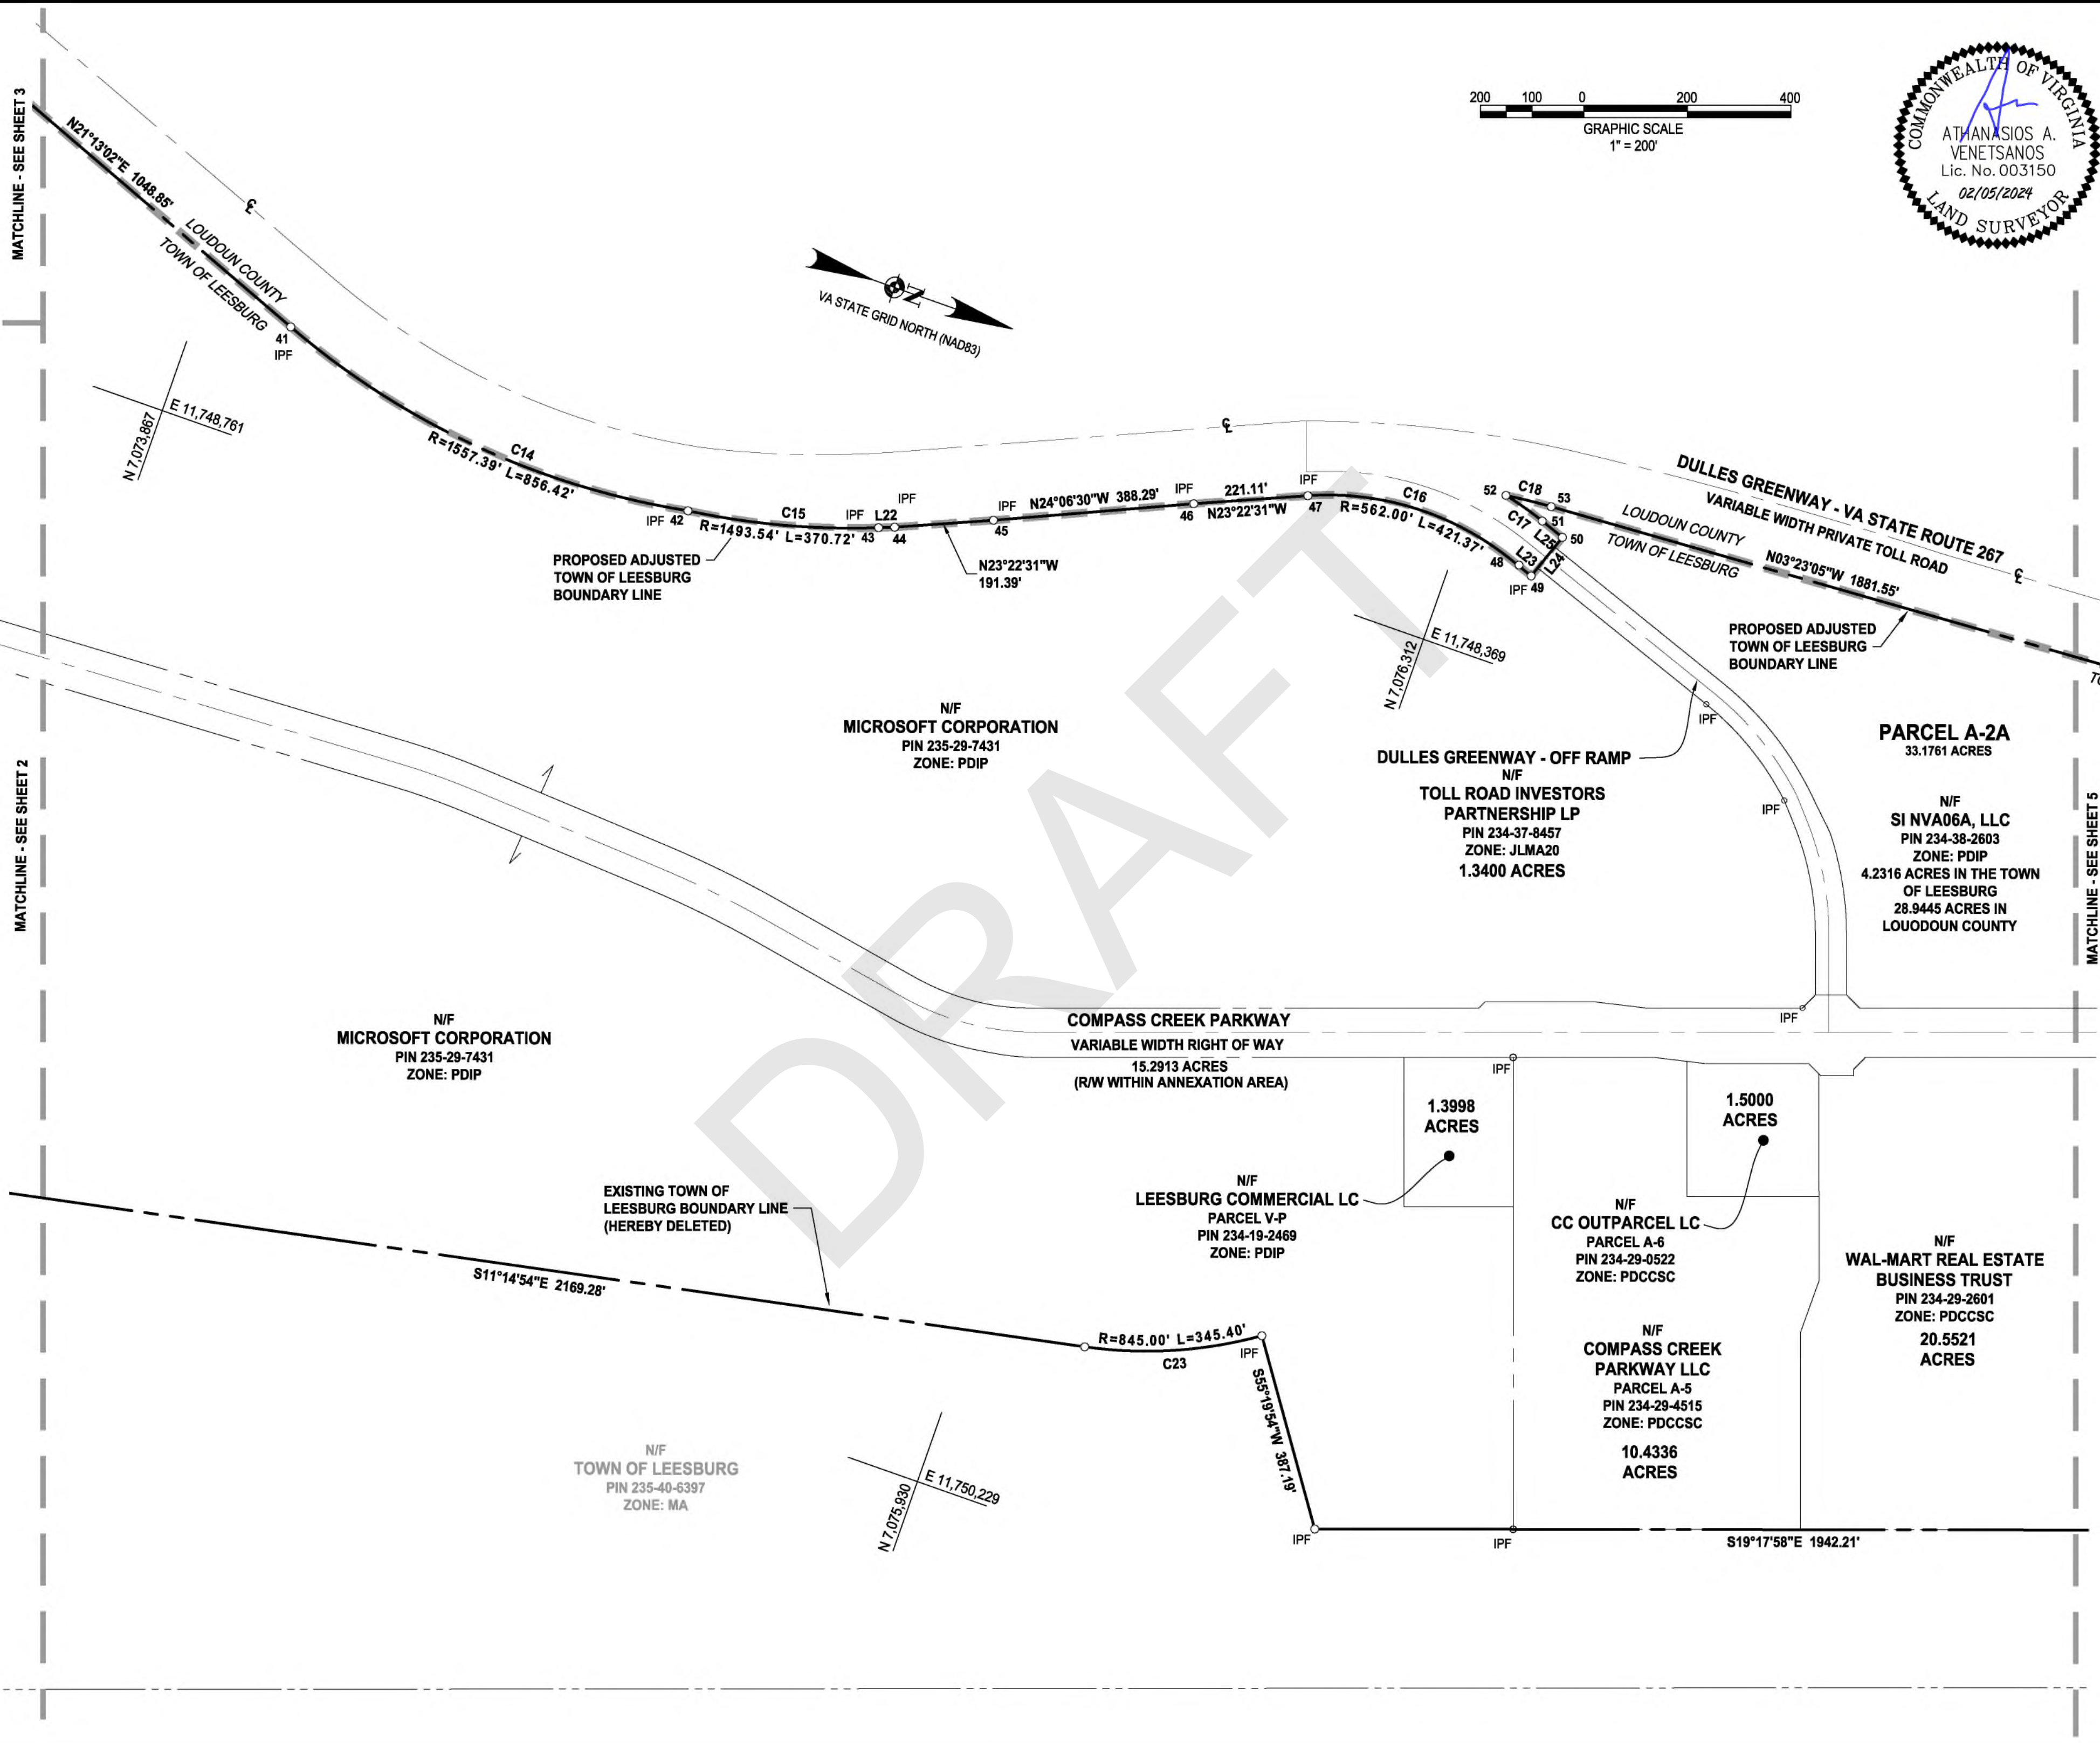 MATCHLINE - SEE SHEET 3
N21°13'02"E 1048.85'
LOUDOUN COUNTY
TOWN OF LEESBURG
41
IPF
200 100 0 200 400
GRAPHIC SCALE
1" = 200'
COMMONWEALTH OF VIRGINIA
ATHANASIOS A.
VENETSANOS
Lic. No. 003150
02/05/2024
LAND SURVEYOR
N
VA STATE GRID NORTH (NAD83)
E 11,748,761
N 7,073,867
C14
R=1557.39' L=856.42'
IPF 42
C15
R=1493.54' L=370.72'
IPF
43
L22
IPF
44
IPF
45
N23°22'31"W
191.39'
N24°06'30"W 388.29'
IPF
46
221.11'
N23°22'31"W
IPF
47
C16
R=562.00' L=421.37'
48
L23
IPF 49
L24
50
L25
51
C17
52
C18
53
PROPOSED ADJUSTED
TOWN OF LEESBURG
BOUNDARY LINE
DULLES GREENWAY - VA STATE ROUTE 267
VARIABLE WIDTH PRIVATE TOLL ROAD
LOUDOUN COUNTY
TOWN OF LEESBURG
N03°23'05"W 1881.55'
PROPOSED ADJUSTED
TOWN OF LEESBURG
BOUNDARY LINE
TO
E 11,748,369
N 7,076,312
N/F
MICROSOFT CORPORATION
PIN 235-29-7431
ZONE: PDIP
DULLES GREENWAY - OFF RAMP
N/F
TOLL ROAD INVESTORS
PARTNERSHIP LP
PIN 234-37-8457
ZONE: JLMA20
1.3400 ACRES
IPF
IPF
PARCEL A-2A
33.1761 ACRES
N/F
SI NVA06A, LLC
PIN 234-38-2603
ZONE: PDIP
4.2316 ACRES IN THE TOWN
OF LEESBURG
28.9445 ACRES IN
LOUODOUN COUNTY
MATCHLINE - SEE SHEET 2
MATCHLINE - SEE SHEET 5
DRAFT
N/F
MICROSOFT CORPORATION
PIN 235-29-7431
ZONE: PDIP
COMPASS CREEK PARKWAY
VARIABLE WIDTH RIGHT OF WAY
15.2913 ACRES
(R/W WITHIN ANNEXATION AREA)
IPF
IPF
1.3998
ACRES
1.5000
ACRES
EXISTING TOWN OF
LEESBURG BOUNDARY LINE
(HEREBY DELETED)
N/F
LEESBURG COMMERCIAL LC
PARCEL V-P
PIN 234-19-2469
ZONE: PDIP
N/F
CC OUTPARCEL LC
PARCEL A-6
PIN 234-29-0522
ZONE: PDCCSC
N/F
WAL-MART REAL ESTATE
BUSINESS TRUST
PIN 234-29-2601
ZONE: PDCCSC
20.5521
ACRES
N/F
COMPASS CREEK
PARKWAY LLC
PARCEL A-5
PIN 234-29-4515
ZONE: PDCCSC
10.4336
ACRES
S11°14'54"E 2169.28'
R=845.00' L=345.40'
C23
IPF
S55°19'54"W 387.19'
N/F
TOWN OF LEESBURG
PIN 235-40-6397
ZONE: MA
E 11,750,229
N 7,075,930
IPF
IPF
S19°17'58"E 1942.21'